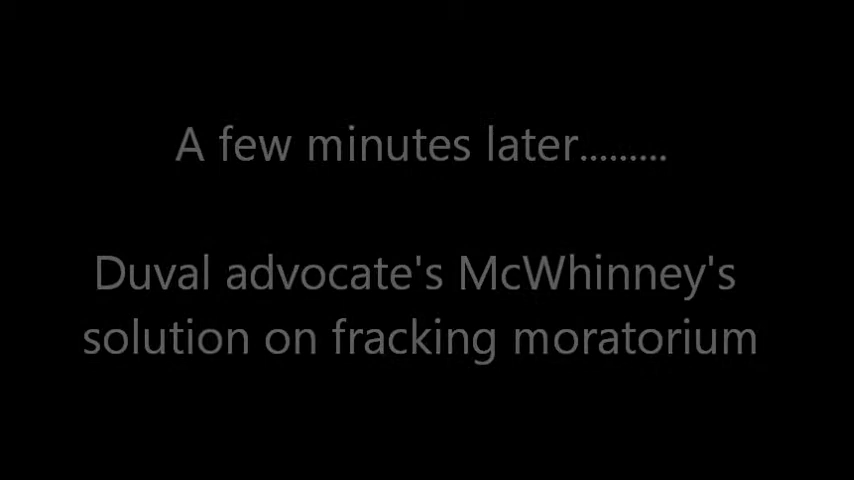 A few minutes later.........
Duval advocate's McWhinney's
solution on fracking moratorium